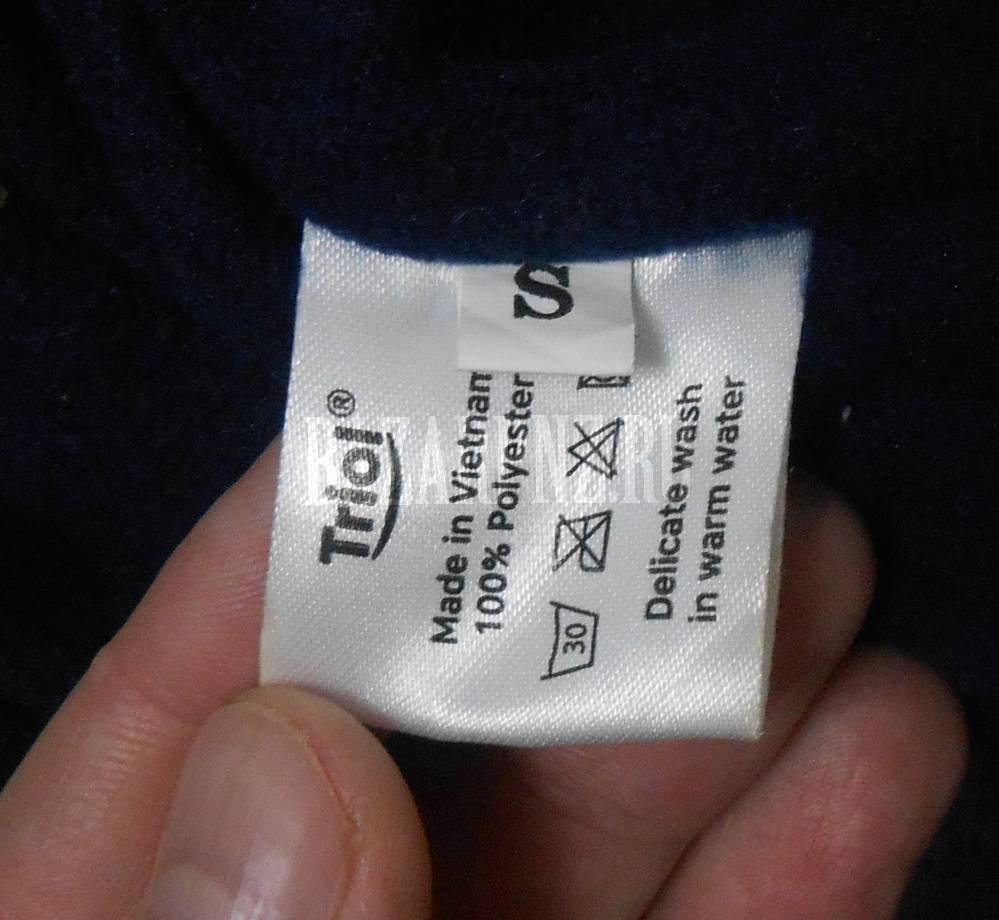 S
Triol®
Made in Vietnam
100% Polyester
30
Delicate wash
in warm water